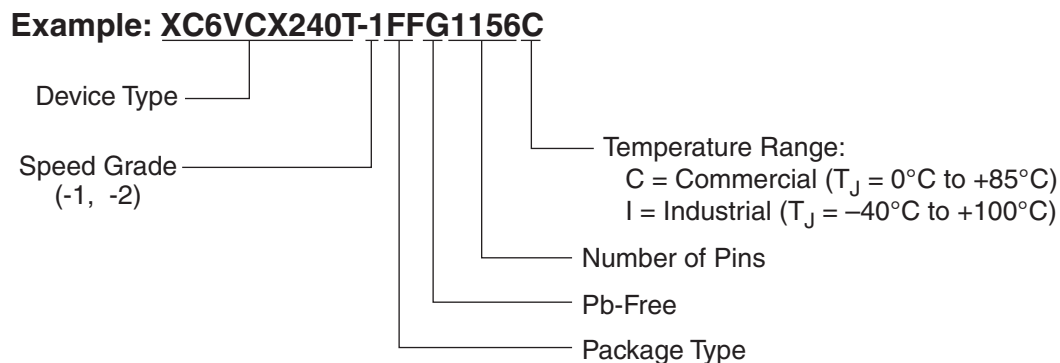 Example: XC6VCX240T-1FFG1156C
Device Type
Speed Grade
(-1, -2)
Temperature Range:
C = Commercial (TJ = 0°C to +85°C)
I = Industrial (TJ = –40°C to +100°C)
Number of Pins
Pb-Free
Package Type